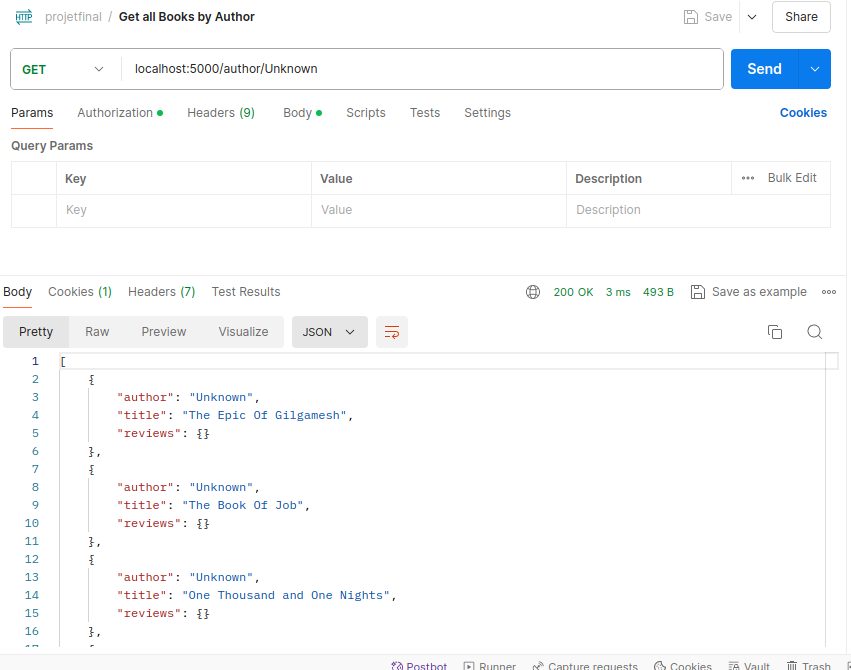 HTTP projetfinal / Get all Books by Author Save Share
GET localhost:5000/author/Unknown Send
Params Authorization Headers (9) Body Scripts Tests Settings Cookies
Query Params
Key Value Description Bulk Edit
Key Value Description
Body Cookies (1) Headers (7) Test Results 200 OK 3 ms 493 B Save as example
Pretty Raw Preview Visualize JSON
1 [
2 {
3 "author": "Unknown",
4 "title": "The Epic Of Gilgamesh",
5 "reviews": {}
6 },
7 {
8 "author": "Unknown",
9 "title": "The Book Of Job",
10 "reviews": {}
11 },
12 {
13 "author": "Unknown",
14 "title": "One Thousand and One Nights",
15 "reviews": {}
16 },
Postbot Runner Capture requests Cookies Vault Trash